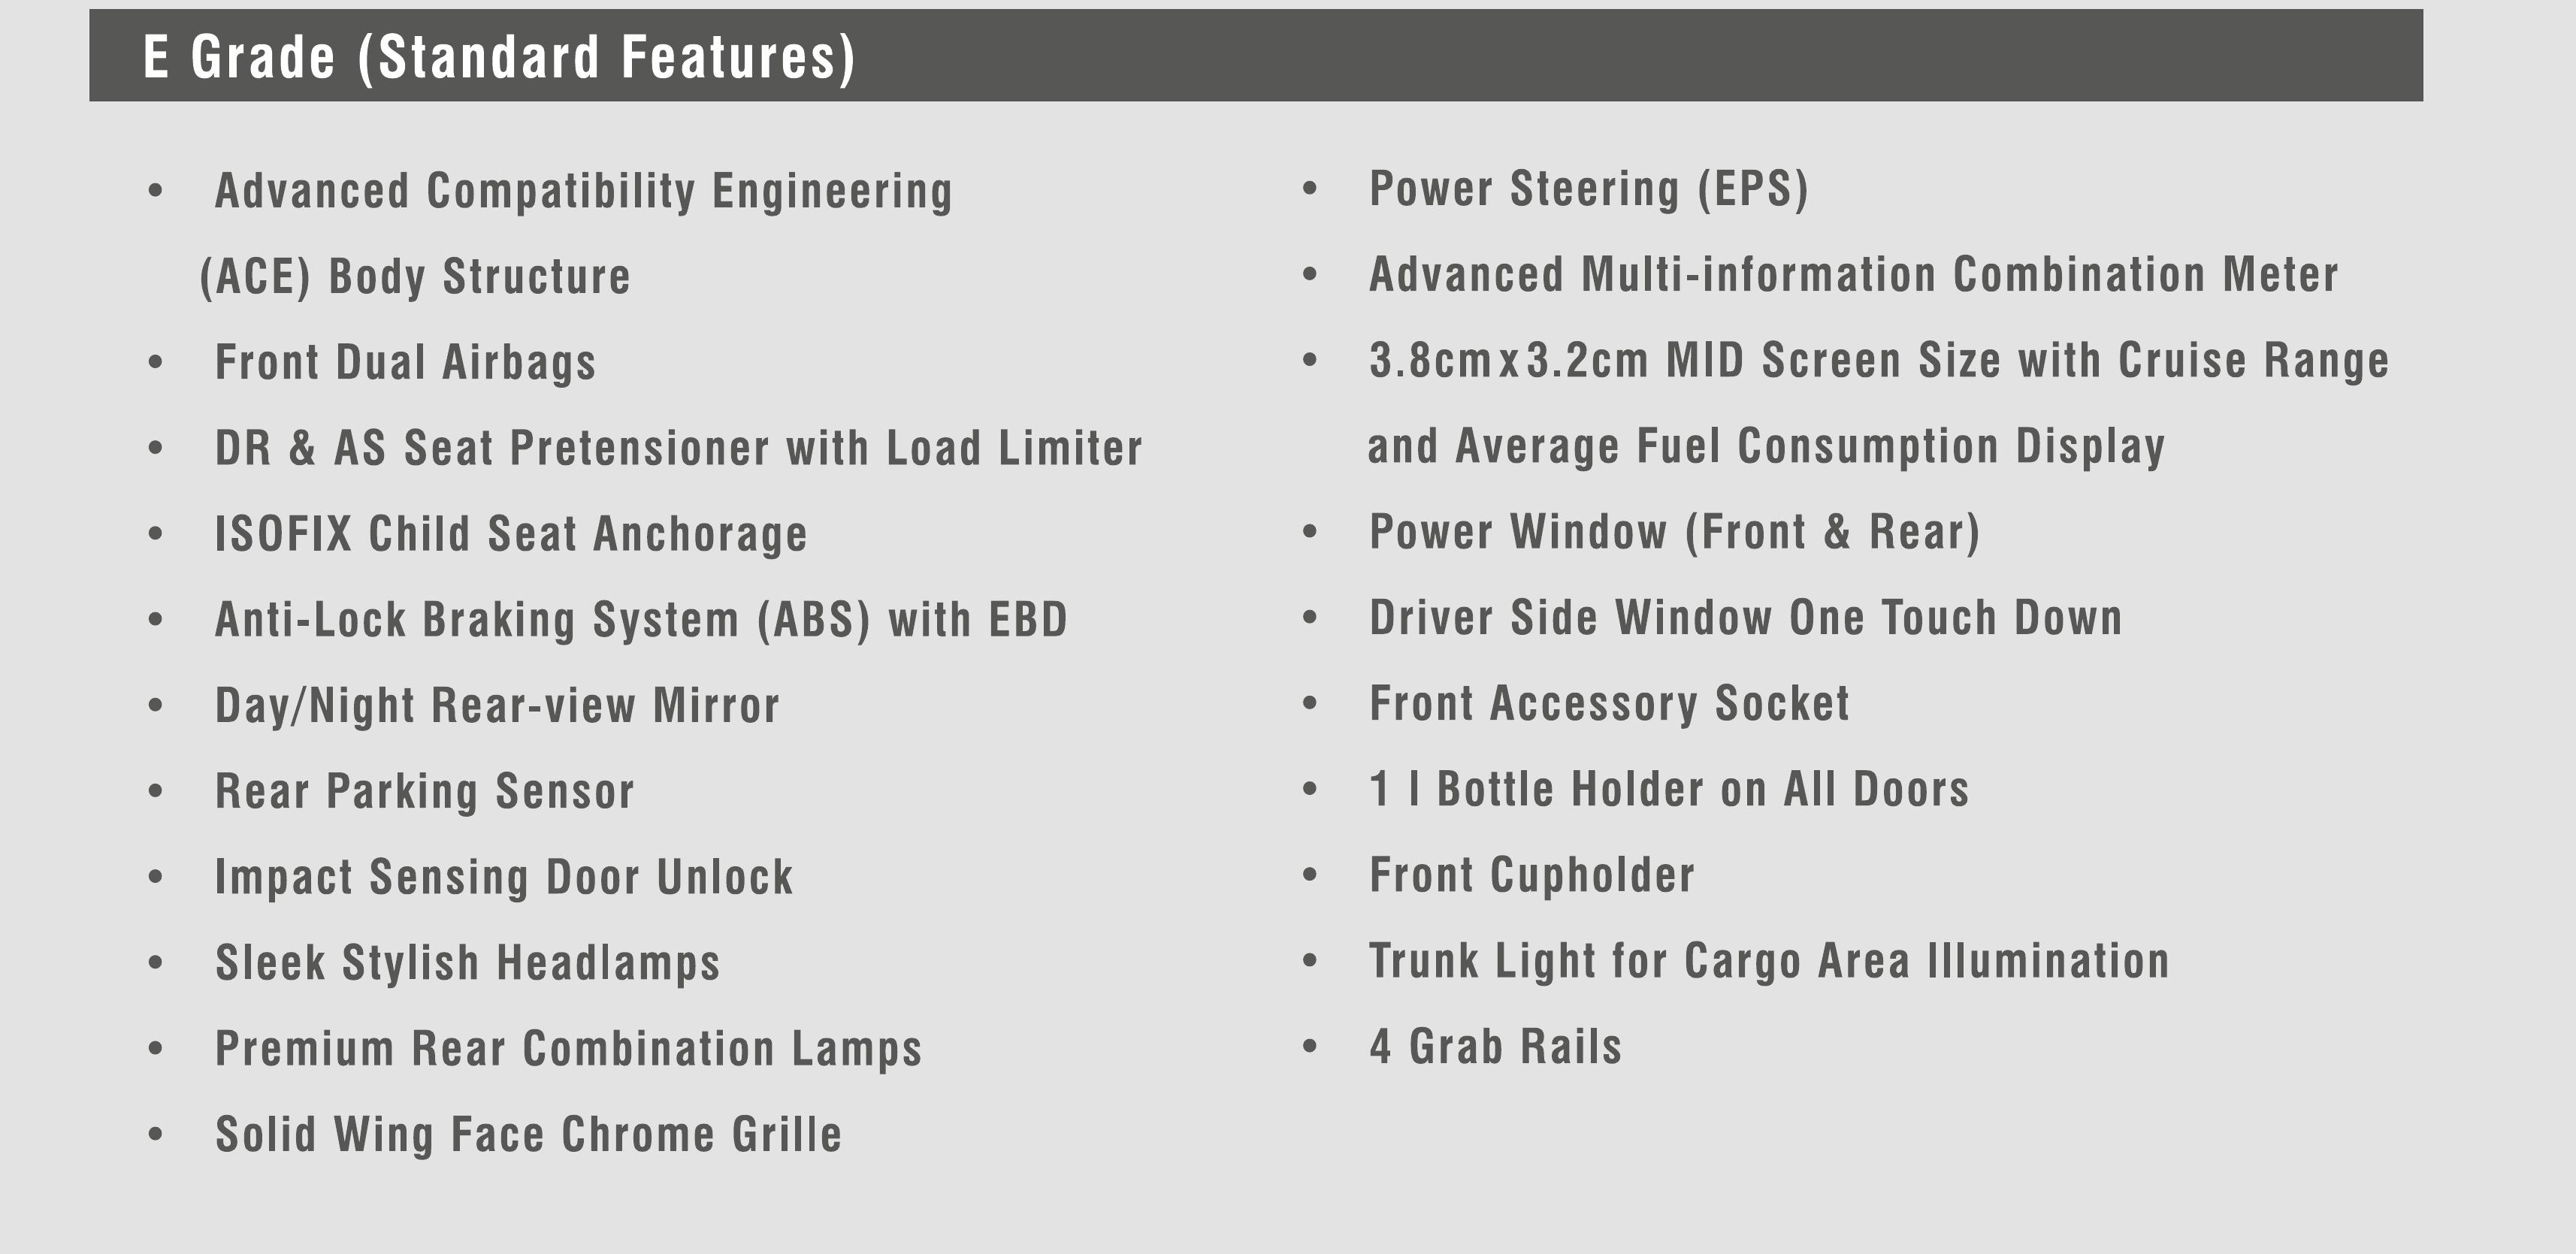 E Grade (Standard Features)
• Advanced Compatibility Engineering
(ACE) Body Structure
• Front Dual Airbags
• DR & AS Seat Pretensioner with Load Limiter
• ISOFIX Child Seat Anchorage
• Anti-Lock Braking System (ABS) with EBD
• Day/Night Rear-view Mirror
• Rear Parking Sensor
• Impact Sensing Door Unlock
• Sleek Stylish Headlamps
• Premium Rear Combination Lamps
• Solid Wing Face Chrome Grille
• Power Steering (EPS)
• Advanced Multi-information Combination Meter
• 3.8cmx3.2cm MID Screen Size with Cruise Range
and Average Fuel Consumption Display
• Power Window (Front & Rear)
• Driver Side Window One Touch Down
• Front Accessory Socket
• 1 l Bottle Holder on All Doors
• Front Cupholder
• Trunk Light for Cargo Area Illumination
• 4 Grab Rails